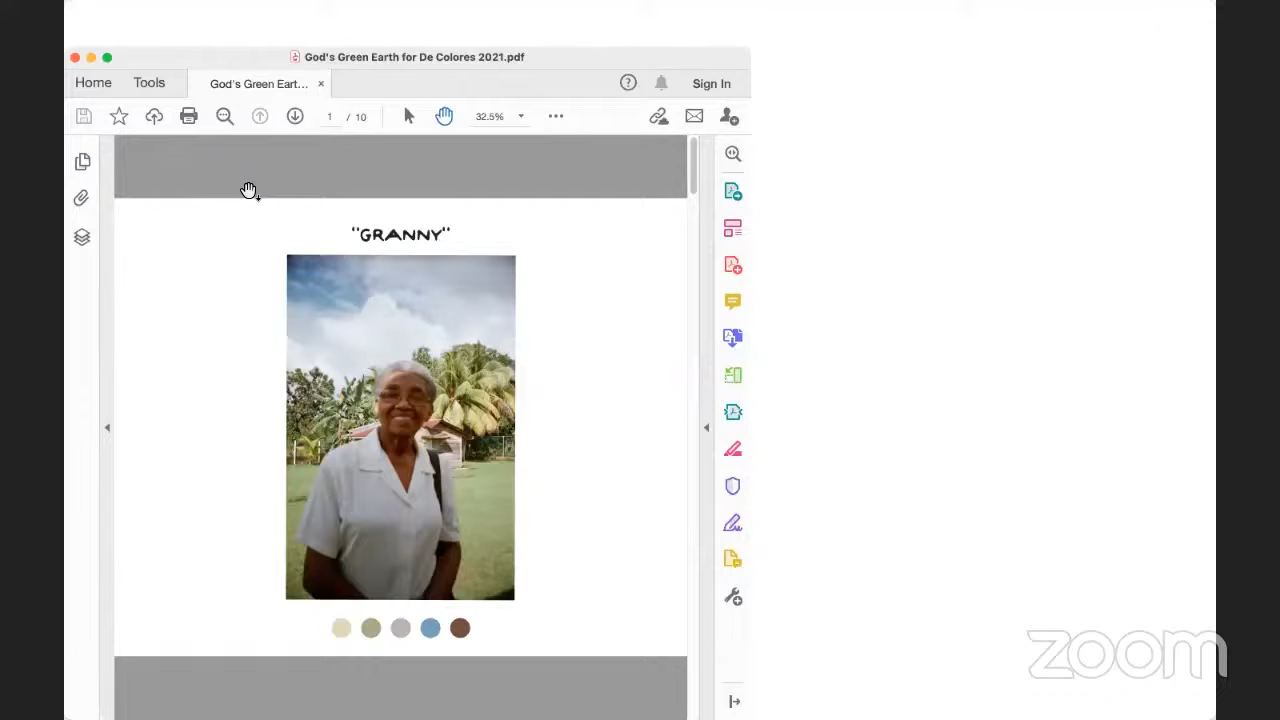 God's Green Earth for De Colores 2021.pdf
Home
Tools
God's Green Eart...
Sign In
1 / 10
32.5%
"GRANNY"
zoom